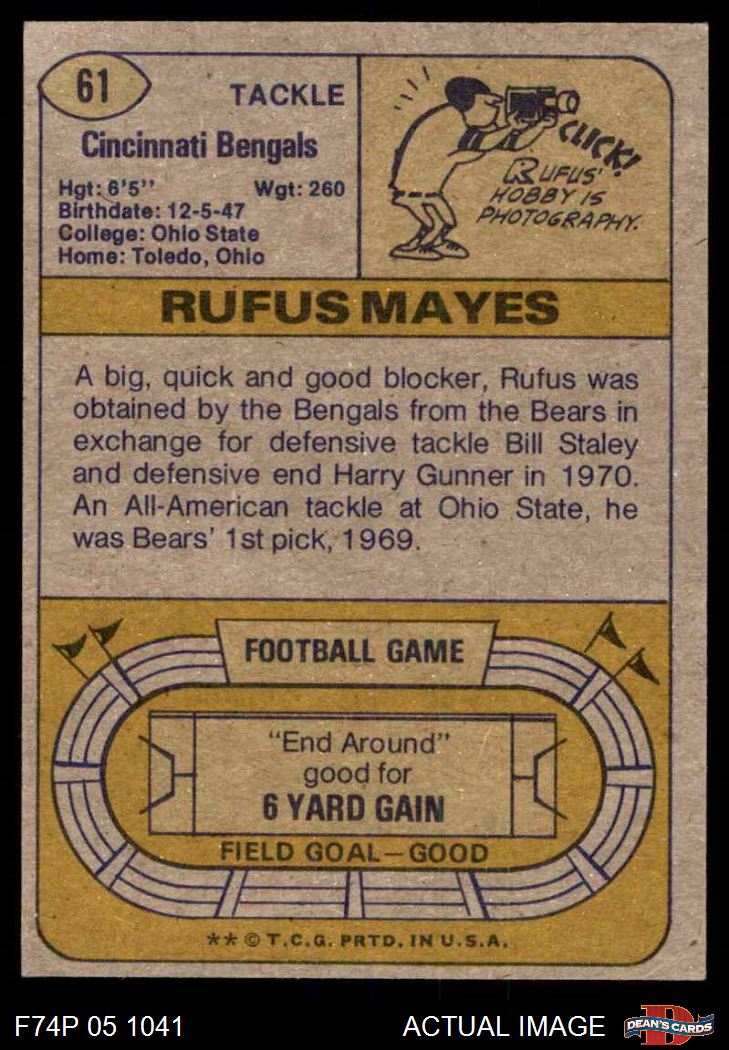 61
TACKLE
Cincinnati Bengals
Hgt: 6'5"
Wgt: 260
Birthdate: 12-5-47
College: Ohio State
Home: Toledo, Ohio
CLICK!
RUFUS'
HOBBY IS
PHOTOGRAPHY.
RUFUS MAYES
A big, quick and good blocker, Rufus was
obtained by the Bengals from the Bears in
exchange for defensive tackle Bill Staley
and defensive end Harry Gunner in 1970.
An All-American tackle at Ohio State, he
was Bears' 1st pick, 1969.
FOOTBALL GAME
"End Around"
good for
6 YARD GAIN
FIELD GOAL—GOOD
** © T.C.G. PRTD. IN U.S.A.
F74P 05 1041
ACTUAL IMAGE
D
DEAN'S CARDS